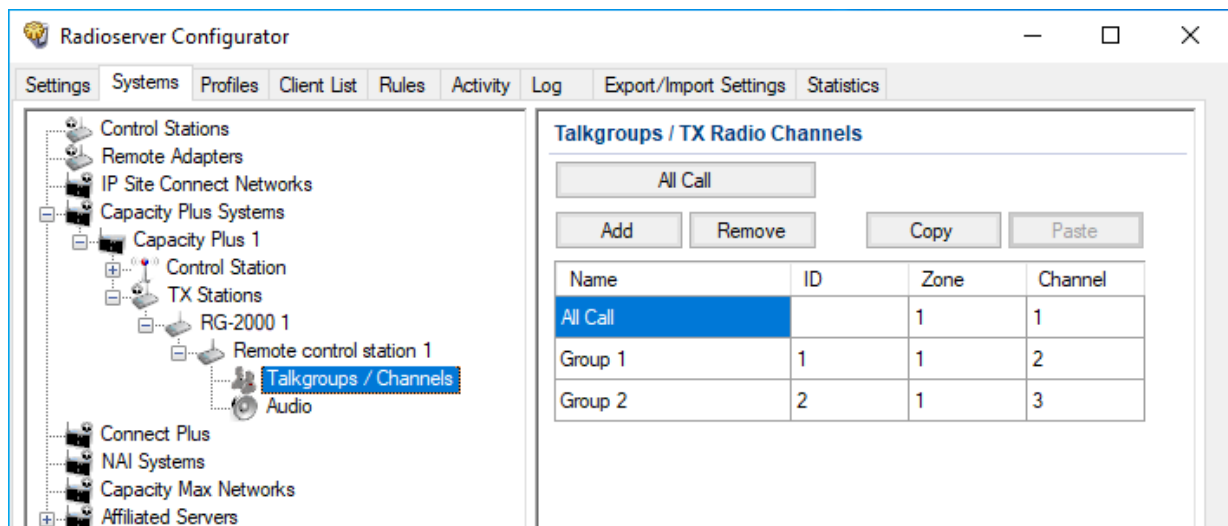 Radioserver Configurator
Settings Systems Profiles Client List Rules Activity Log Export/Import Settings Statistics
Control Stations
Remote Adapters
IP Site Connect Networks
Capacity Plus Systems
Capacity Plus 1
Control Station
TX Stations
RG-2000 1
Remote control station 1
Talkgroups / Channels
Audio
Connect Plus
NAI Systems
Capacity Max Networks
Affiliated Servers
Talkgroups / TX Radio Channels
All Call
Add Remove Copy Paste
Name ID Zone Channel
All Call 1 1
Group 1 1 1 2
Group 2 2 1 3